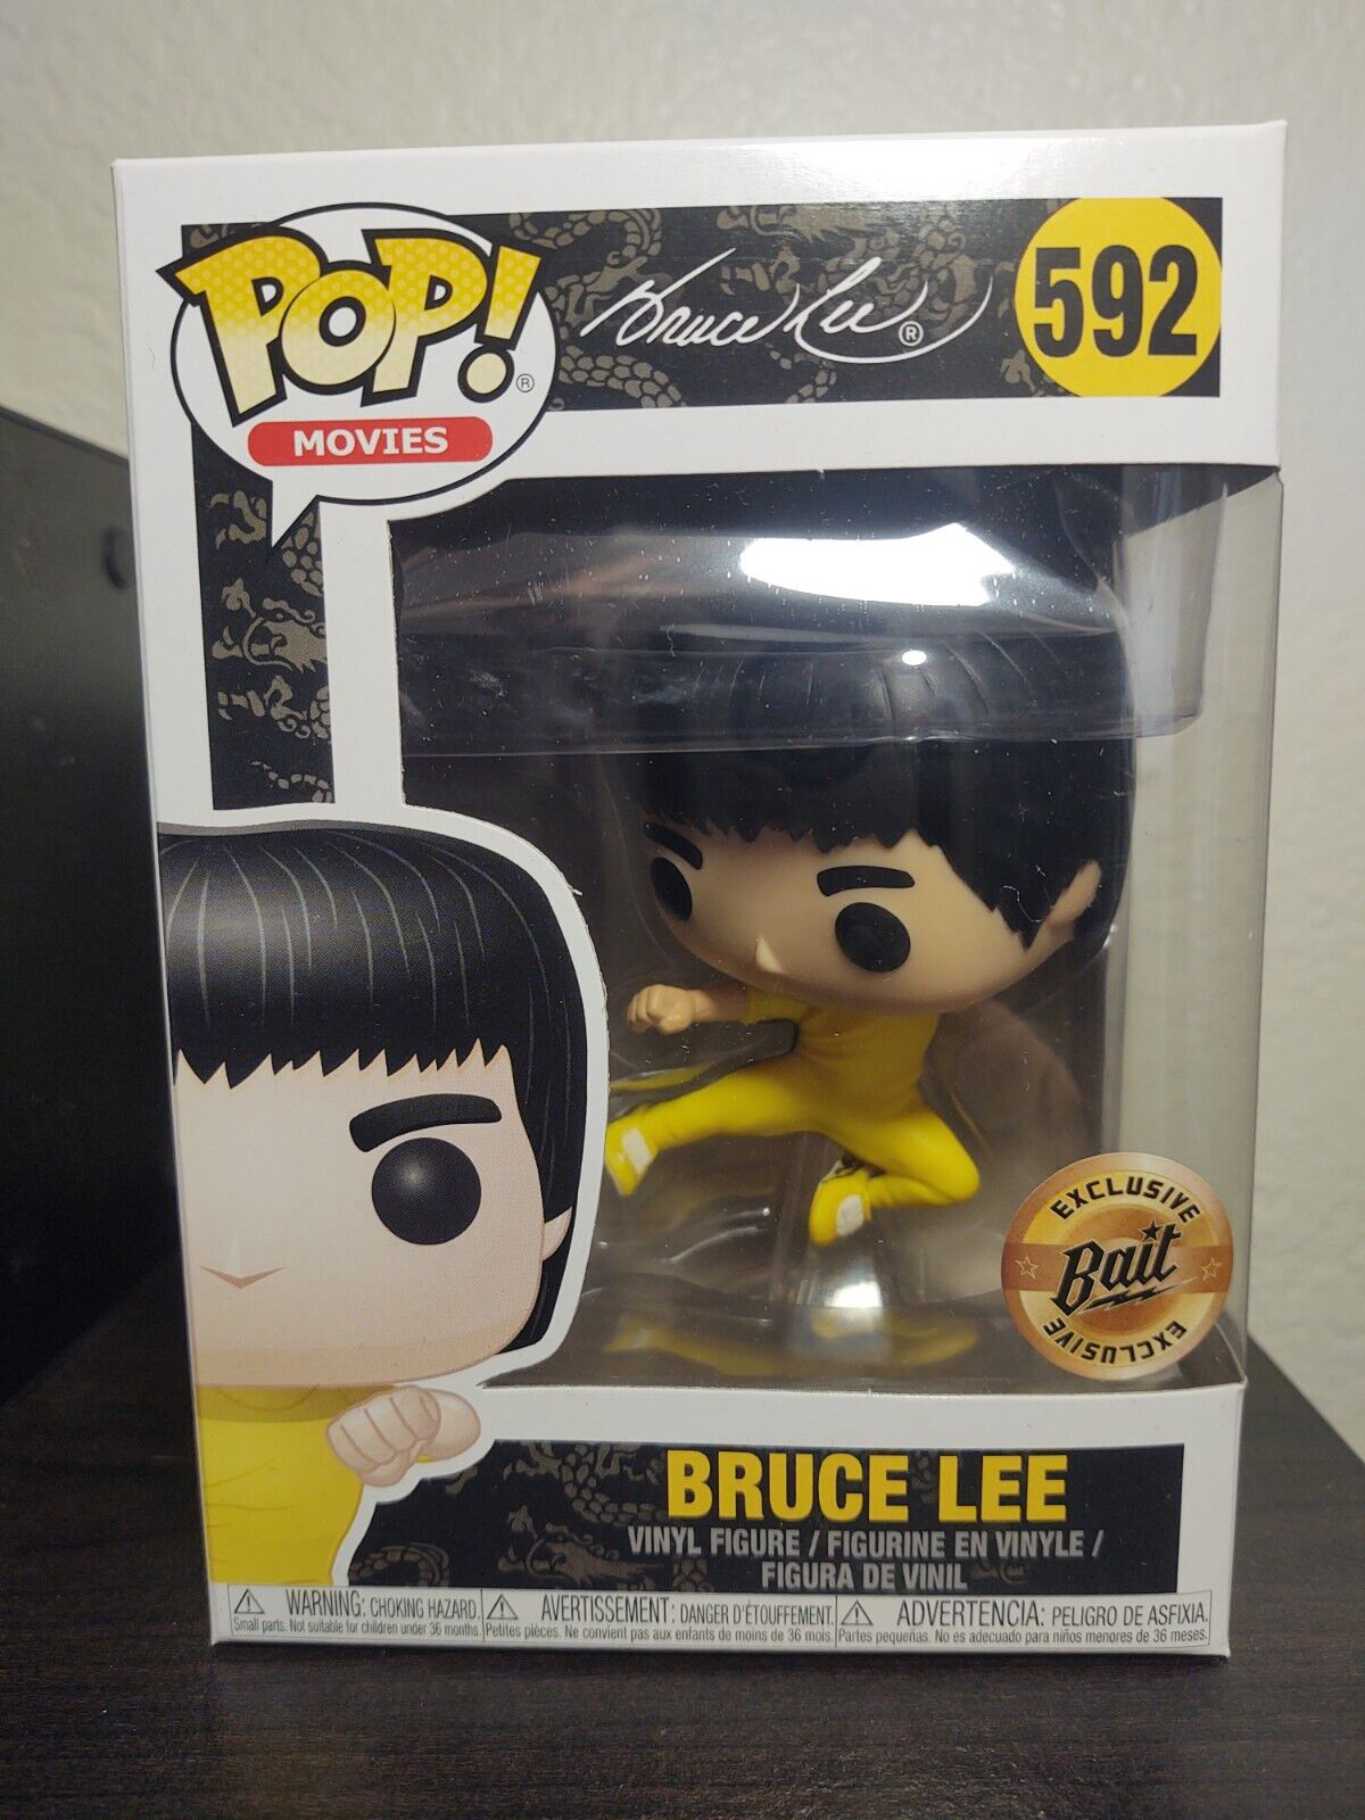 POP!®
MOVIES
Bruce Lee®
592
EXCLUSIVE
Bait
EXCLUSIVE
BRUCE LEE
VINYL FIGURE / FIGURINE EN VINYLE /
FIGURA DE VINIL
WARNING: CHOKING HAZARD.
Small parts. Not suitable for children under 36 months.
AVERTISSEMENT: DANGER D'ÉTOUFFEMENT.
Petites pièces. Ne convient pas aux enfants de moins de 36 mois.
ADVERTENCIA: PELIGRO DE ASFIXIA.
Partes pequeñas. No es adecuado para niños menores de 36 meses.